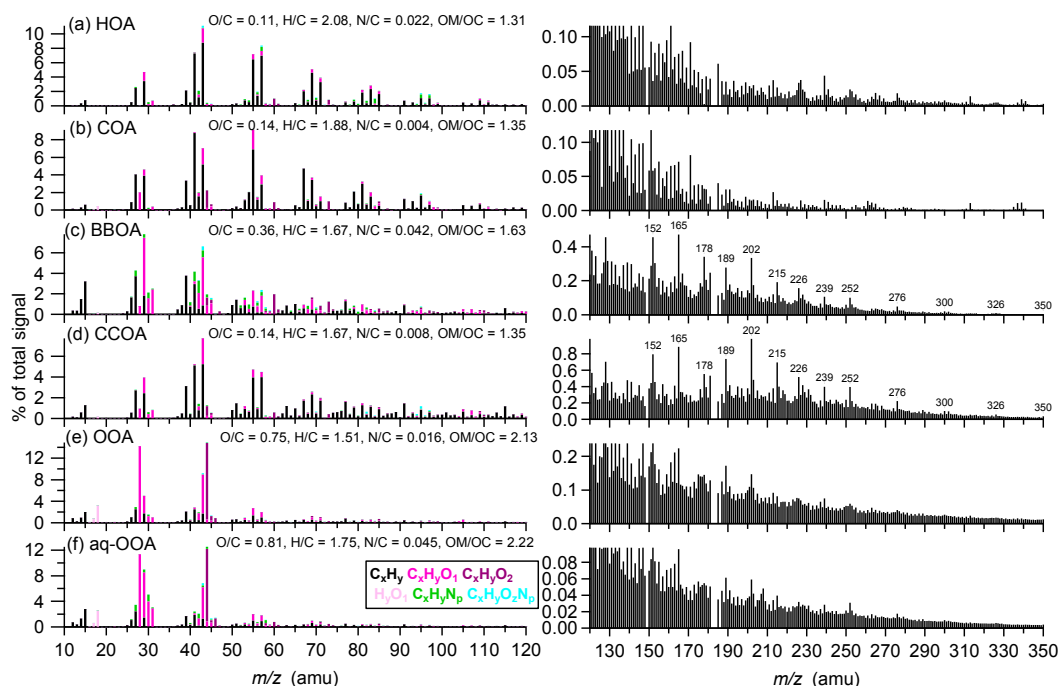 % of total signal
(a) HOA
O/C = 0.11, H/C = 2.08, N/C = 0.022, OM/OC = 1.31
10
8
6
4
2
0
0.10
0.05
0.00
(b) COA
O/C = 0.14, H/C = 1.88, N/C = 0.004, OM/OC = 1.35
8
6
4
2
0
0.10
0.05
0.00
(c) BBOA
O/C = 0.36, H/C = 1.67, N/C = 0.042, OM/OC = 1.63
6
4
2
0
0.4
0.2
0.0
152 165 178 189 202 215 226 239 252 276 300 326 350
(d) CCOA
O/C = 0.14, H/C = 1.67, N/C = 0.008, OM/OC = 1.35
6
4
2
0
0.8
0.6
0.4
0.2
0.0
152 165 178 189 202 215 226 239 252 276 300 326 350
(e) OOA
O/C = 0.75, H/C = 1.51, N/C = 0.016, OM/OC = 2.13
12
8
4
0
0.2
0.1
0.0
(f) aq-OOA
O/C = 0.81, H/C = 1.75, N/C = 0.045, OM/OC = 2.22
12
10
8
6
4
2
0
0.08
0.06
0.04
0.02
0.00
CxHy CxHyO1 CxHyO2
HyO1 CxHyNp CxHyOzNp
10 20 30 40 50 60 70 80 90 100 110 120
130 150 170 190 210 230 250 270 290 310 330 350
m/z (amu)
m/z (amu)